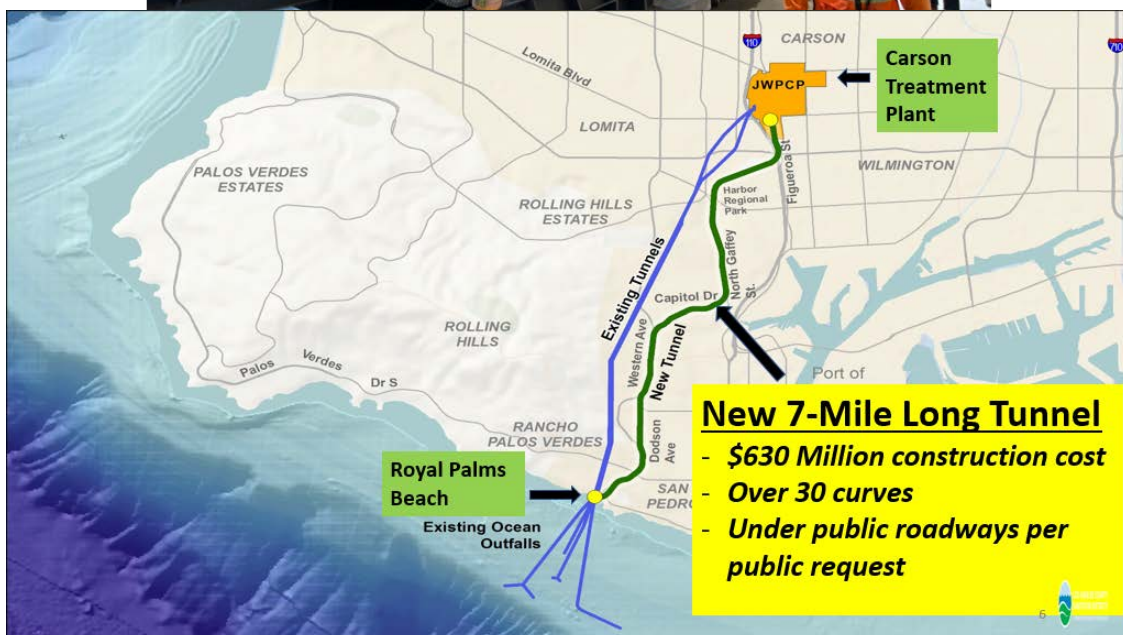 110
CARSON
710
Lomita Blvd
Carson
Treatment
Plant
JWPCP
LOMITA
WILMINGTON
Figueroa St
PALOS VERDES
ESTATES
Harbor
Regional
Park
ROLLING HILLS
ESTATES
North Gaffey
St.
Existing Tunnels
Capitol Dr
Western Ave
ROLLING
HILLS
New Tunnel
Palos Verdes Dr S
Port of
New 7-Mile Long Tunnel
- $630 Million construction cost
- Over 30 curves
- Under public roadways per
public request
RANCHO
PALOS VERDES
Dodson
Ave
Royal Palms
Beach
SAN
Existing Ocean
Outfalls
6